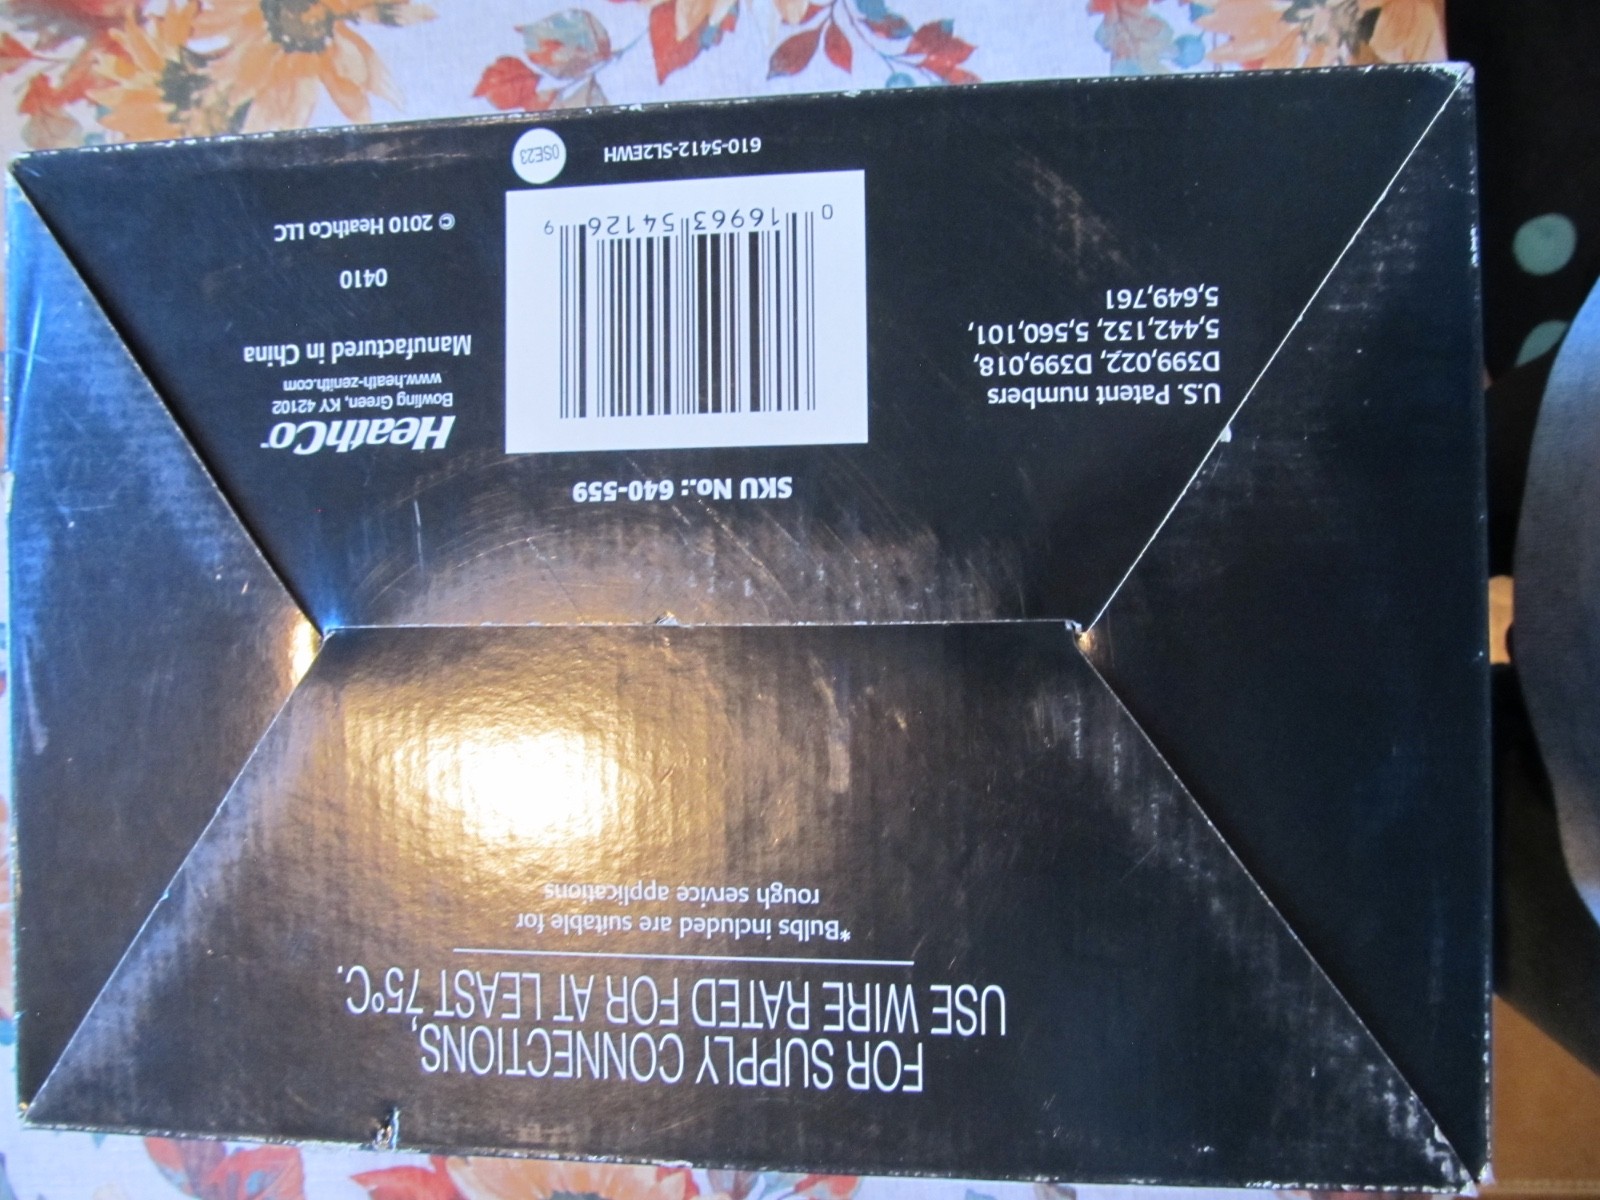 FOR SUPPLY CONNECTIONS,
USE WIRE RATED FOR AT LEAST 75°C.
*Bulbs included are suitable for
rough service applications
SKU No.: 640-559
U.S. Patent numbers
D399,022, D399,018,
5,442,132, 5,560,101,
5,649,761
0 16963 54126 9
610-5412-SL2EWH
0SE23
HeathCo™
Bowling Green, KY 42102
www.heath-zenith.com
Manufactured in China
0410
© 2010 HeathCo LLC